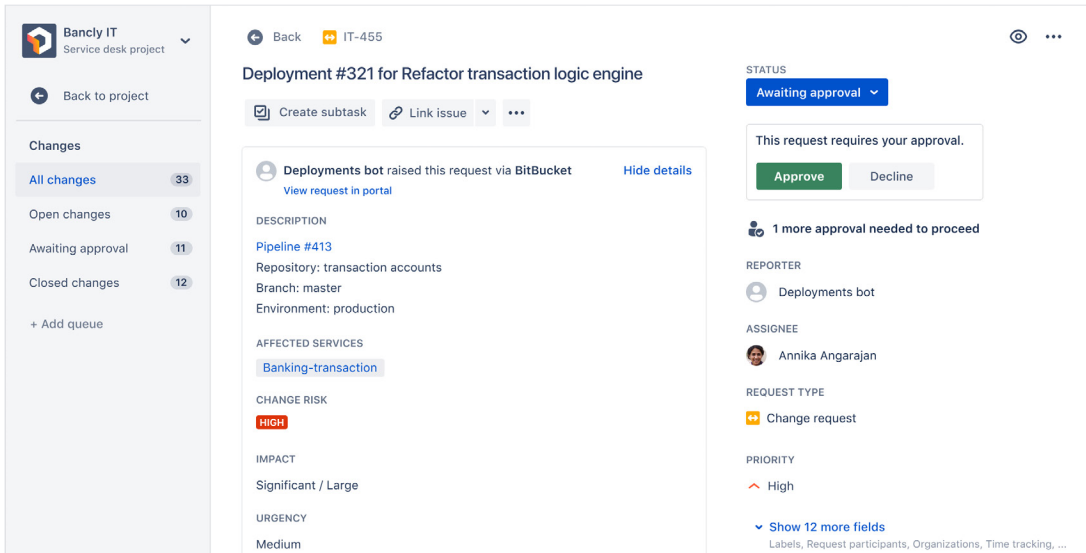 Bancly IT
Service desk project
Back to project
Changes
All changes 33
Open changes 10
Awaiting approval 11
Closed changes 12
+ Add queue
Back IT-455
Deployment #321 for Refactor transaction logic engine
Create subtask Link issue
Deployments bot raised this request via BitBucket Hide details
View request in portal
DESCRIPTION
Pipeline #413
Repository: transaction accounts
Branch: master
Environment: production
AFFECTED SERVICES
Banking-transaction
CHANGE RISK
HIGH
IMPACT
Significant / Large
URGENCY
Medium
STATUS
Awaiting approval
This request requires your approval.
Approve Decline
1 more approval needed to proceed
REPORTER
Deployments bot
ASSIGNEE
Annika Angarajan
REQUEST TYPE
Change request
PRIORITY
High
Show 12 more fields
Labels, Request participants, Organizations, Time tracking, ...